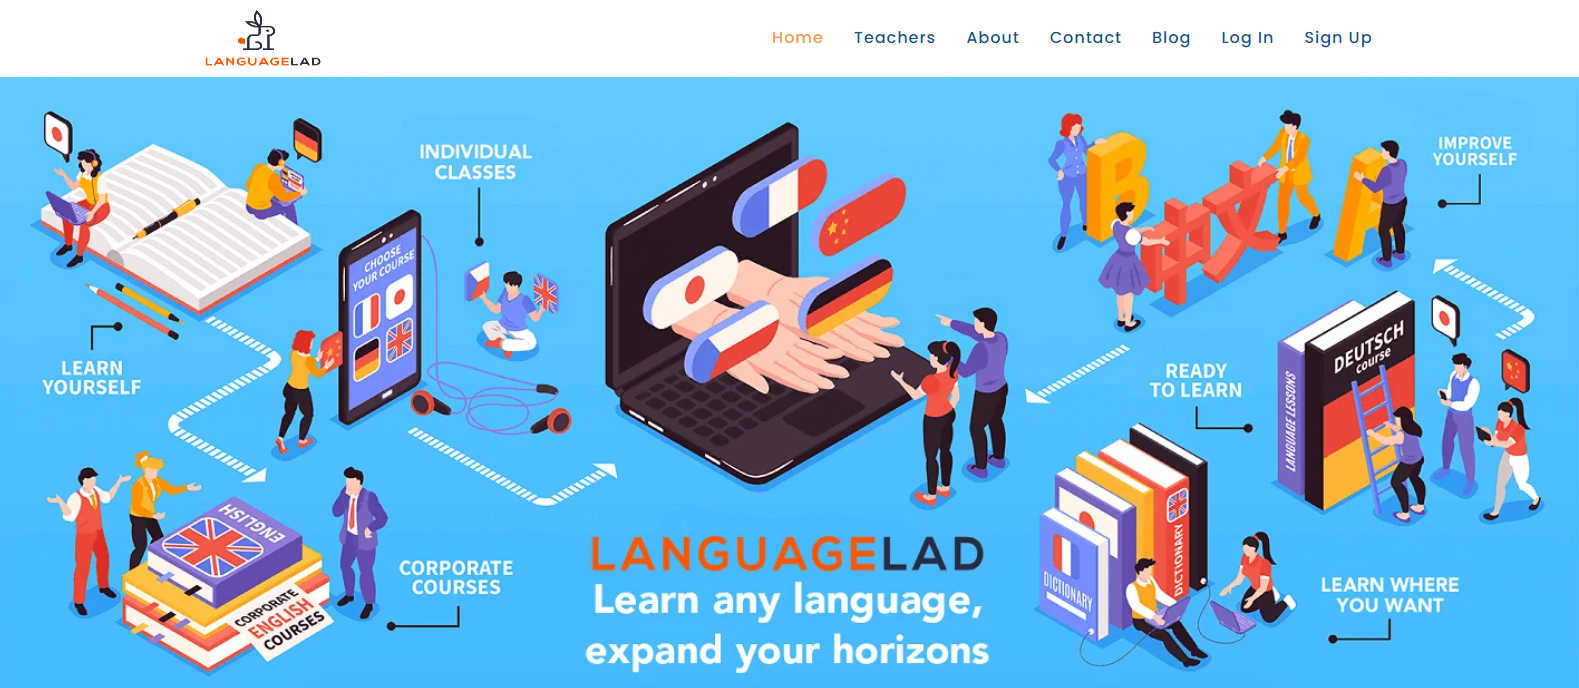 LANGUAGELAD
Home Teachers About Contact Blog Log In Sign Up
INDIVIDUAL
CLASSES
IMPROVE
YOURSELF
CHOOSE
YOUR COURSE
LEARN
YOURSELF
B 中文 A
READY
TO LEARN
LANGUAGE LESSONS
DEUTSCH
course
ENGLISH
CORPORATE
ENGLISH
COURSES
CORPORATE
COURSES
LANGUAGELAD
Learn any language,
expand your horizons
DICTIONARY
DICTIONARY
LEARN WHERE
YOU WANT